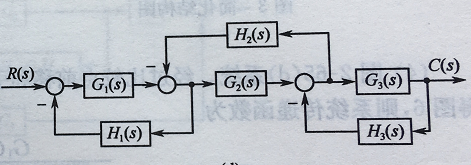 H₂(s)
−
R(s) G₁(s) G₂(s) G₃(s) C(s)
− −  −
H₁(s) H₃(s)